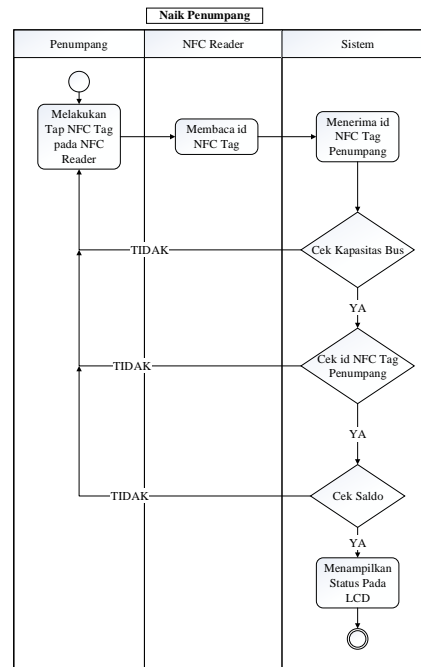 Naik Penumpang
Penumpang
NFC Reader
Sistem
Melakukan
Tap NFC Tag
pada NFC
Reader
Membaca id
NFC Tag
Menerima id
NFC Tag
Penumpang
Cek Kapasitas Bus
TIDAK
YA
Cek id NFC Tag
Penumpang
TIDAK
YA
Cek Saldo
TIDAK
YA
Menampilkan
Status Pada
LCD